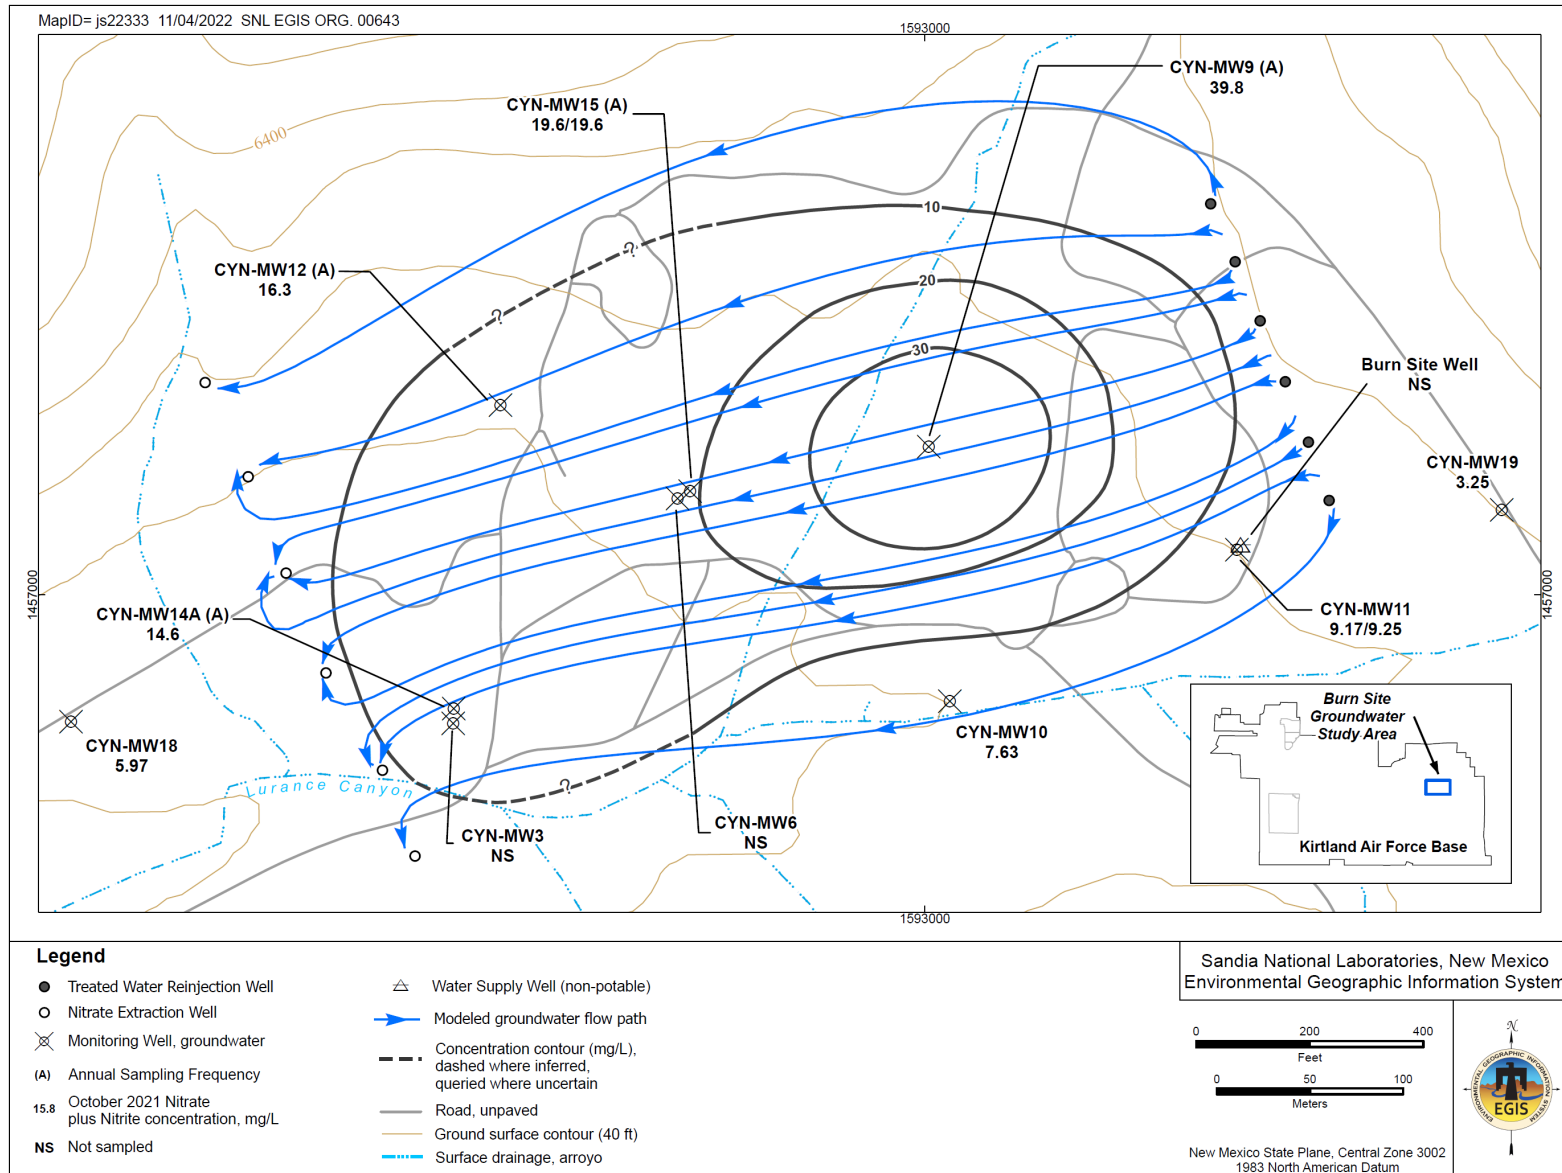 MapID= js22333 11/04/2022 SNL EGIS ORG. 00643
1593000
CYN-MW9 (A)
39.8
CYN-MW15 (A)
19.6/19.6
6400
10
?
CYN-MW12 (A)
16.3
20
?
30
Burn Site Well
NS
CYN-MW19
3.25
1457000
1457000
CYN-MW14A (A)
14.6
CYN-MW11
9.17/9.25
CYN-MW18
5.97
CYN-MW10
7.63
Burn Site
Groundwater
Study Area
Lurance Canyon
?
CYN-MW3
NS
CYN-MW6
NS
Kirtland Air Force Base
1593000
Legend
Treated Water Reinjection Well
Nitrate Extraction Well
Monitoring Well, groundwater
(A) Annual Sampling Frequency
15.8 October 2021 Nitrate
plus Nitrite concentration, mg/L
NS Not sampled
Water Supply Well (non-potable)
Modeled groundwater flow path
Concentration contour (mg/L),
dashed where inferred,
queried where uncertain
Road, unpaved
Ground surface contour (40 ft)
Surface drainage, arroyo
Sandia National Laboratories, New Mexico
Environmental Geographic Information System
0 200 400
Feet
0 50 100
Meters
New Mexico State Plane, Central Zone 3002
1983 North American Datum
N
ENVIRONMENTAL GEOGRAPHIC INFORMATION SYSTEM
EGIS